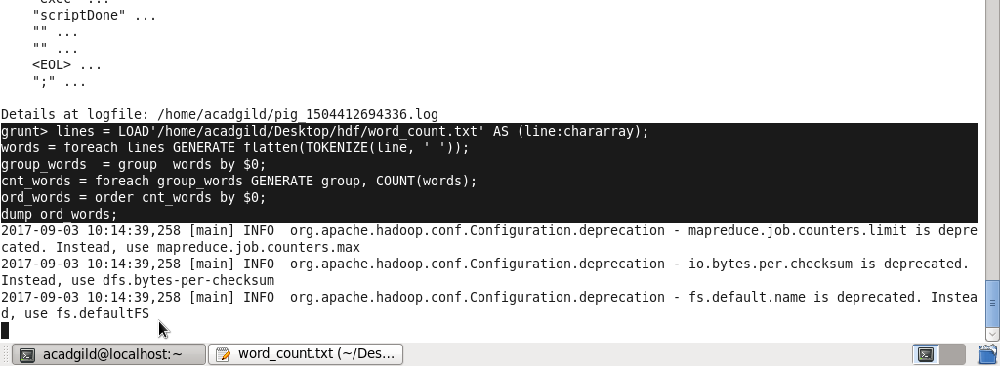 "exec" ...
"scriptDone" ...
"" ...
"" ...
<EOL> ...
";" ...
Details at logfile: /home/acadgild/pig_1504412694336.log
grunt> lines = LOAD'/home/acadgild/Desktop/hdf/word_count.txt' AS (line:chararray);
words = foreach lines GENERATE flatten(TOKENIZE(line, ' '));
group_words  = group  words by $0;
cnt_words = foreach group_words GENERATE group, COUNT(words);
ord_words = order cnt_words by $0;
dump ord_words;
2017-09-03 10:14:39,258 [main] INFO  org.apache.hadoop.conf.Configuration.deprecation - mapreduce.job.counters.limit is depre
cated. Instead, use mapreduce.job.counters.max
2017-09-03 10:14:39,258 [main] INFO  org.apache.hadoop.conf.Configuration.deprecation - io.bytes.per.checksum is deprecated.
Instead, use dfs.bytes-per-checksum
2017-09-03 10:14:39,258 [main] INFO  org.apache.hadoop.conf.Configuration.deprecation - fs.default.name is deprecated. Instea
d, use fs.defaultFS
acadgild@localhost:~
word_count.txt (~/Des...